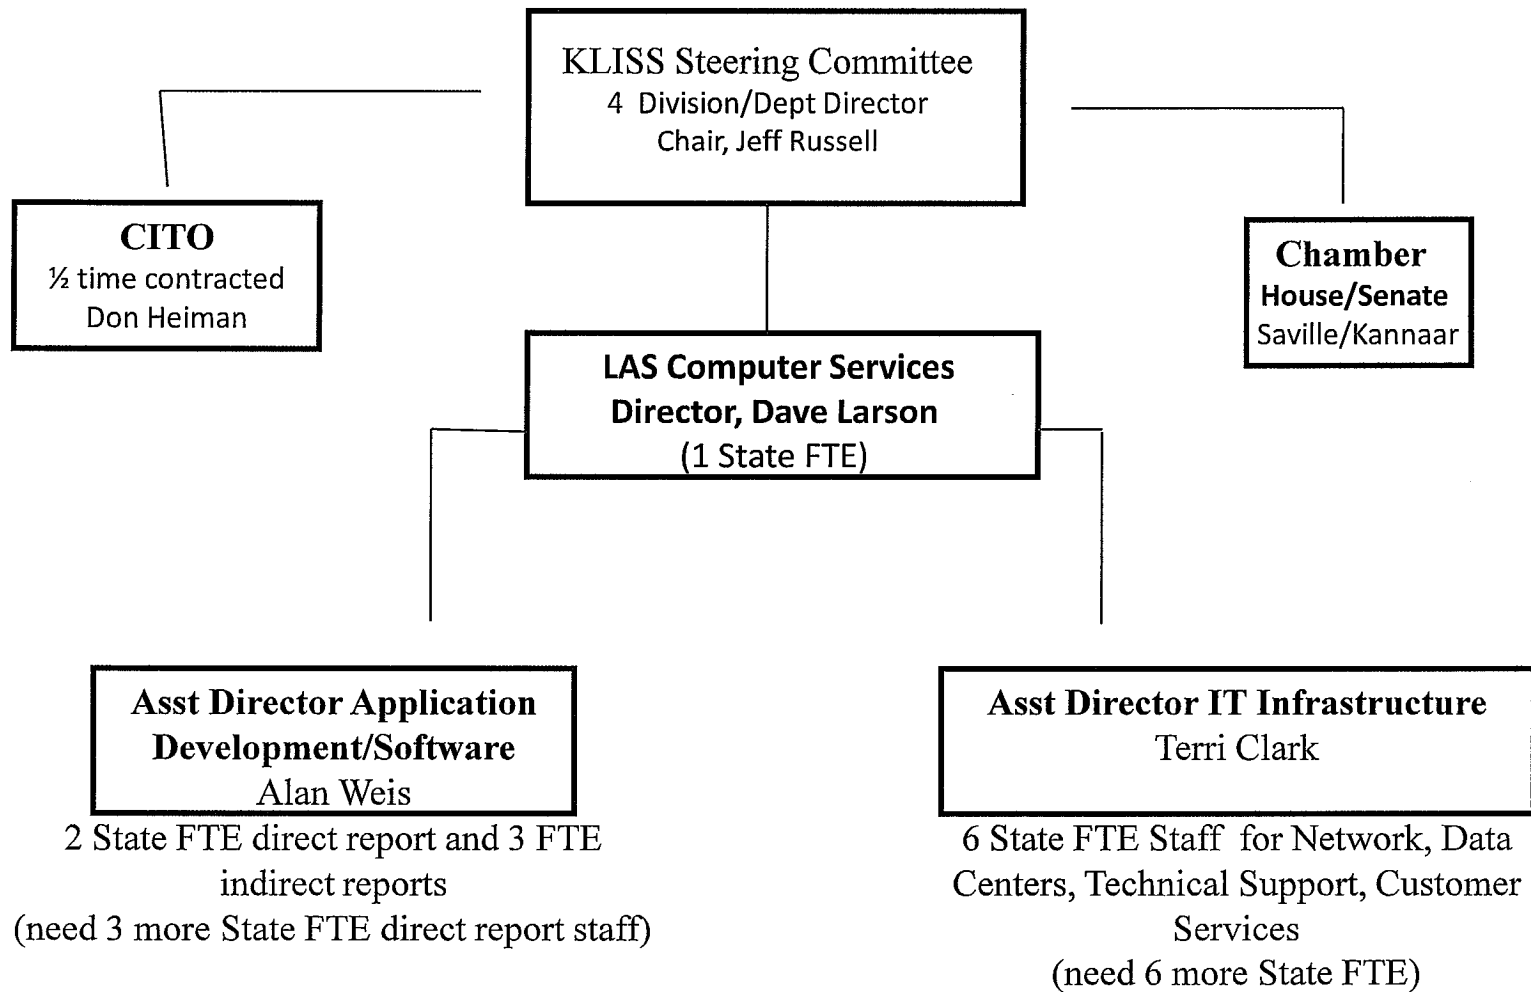 KLISS Steering Committee
4 Division/Dept Director
Chair, Jeff Russell
CITO
½ time contracted
Don Heiman
Chamber
House/Senate
Saville/Kannaar
LAS Computer Services
Director, Dave Larson
(1 State FTE)
Asst Director Application
Development/Software
Alan Weis
2 State FTE direct report and 3 FTE
indirect reports
(need 3 more State FTE direct report staff)
Asst Director IT Infrastructure
Terri Clark
6 State FTE Staff for Network, Data
Centers, Technical Support, Customer
Services
(need 6 more State FTE)